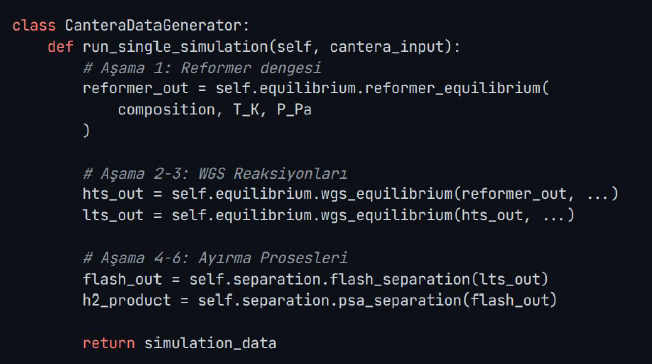 class CanteraDataGenerator:
    def run_single_simulation(self, cantera_input):
        # Aşama 1: Reformer dengesi
        reformer_out = self.equilibrium.reformer_equilibrium(
            composition, T_K, P_Pa
        )

        # Aşama 2-3: WGS Reaksiyonları
        hts_out = self.equilibrium.wgs_equilibrium(reformer_out, ...)
        lts_out = self.equilibrium.wgs_equilibrium(hts_out, ...)

        # Aşama 4-6: Ayırma Prosesleri
        flash_out = self.separation.flash_separation(lts_out)
        h2_product = self.separation.psa_separation(flash_out)

        return simulation_data